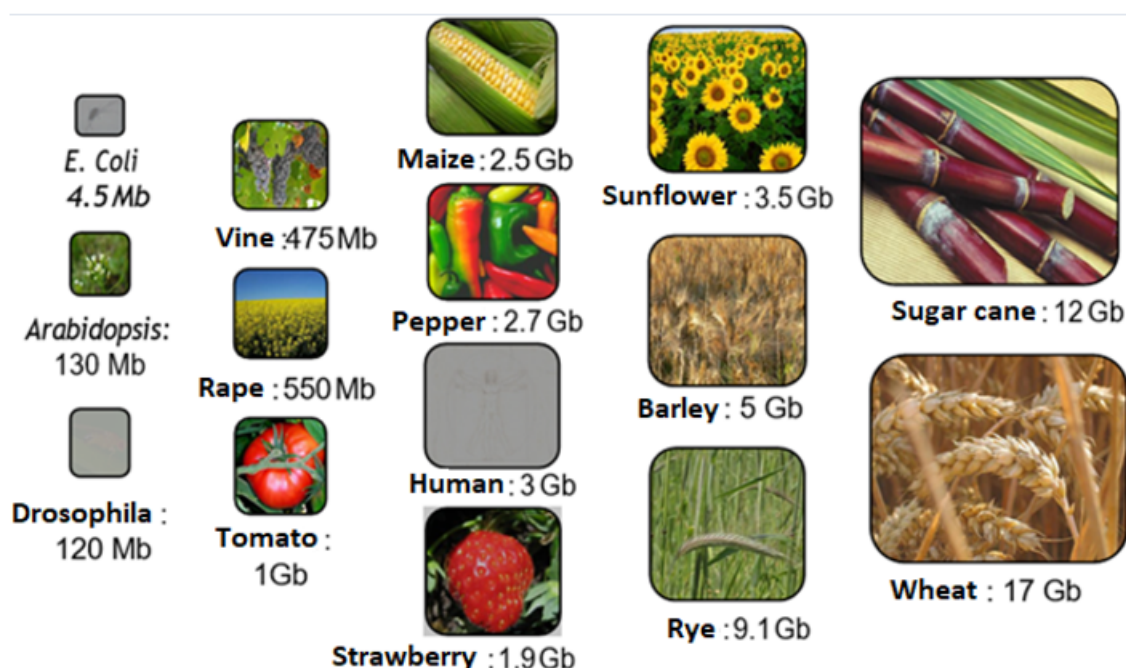 E. Coli
4.5 Mb
Arabidopsis:
130 Mb
Drosophila :
120 Mb
Vine :475 Mb
Rape : 550 Mb
Tomato :
1Gb
Maize : 2.5 Gb
Pepper : 2.7 Gb
Human : 3 Gb
Strawberry :1.9 Gb
Sunflower : 3.5 Gb
Barley : 5 Gb
Rye : 9.1 Gb
Sugar cane : 12 Gb
Wheat : 17 Gb